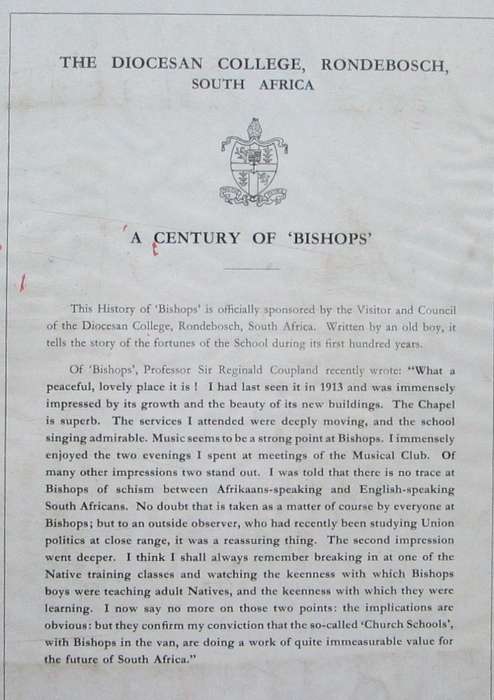 THE DIOCESAN COLLEGE, RONDEBOSCH,
SOUTH AFRICA
A CENTURY OF 'BISHOPS'
This History of 'Bishops' is officially sponsored by the Visitor and Council
of the Diocesan College, Rondebosch, South Africa. Written by an old boy, it
tells the story of the fortunes of the School during its first hundred years.
Of 'Bishops', Professor Sir Reginald Coupland recently wrote: "What a
peaceful, lovely place it is ! I had last seen it in 1913 and was immensely
impressed by its growth and the beauty of its new buildings. The Chapel
is superb. The services I attended were deeply moving, and the school
singing admirable. Music seems to be a strong point at Bishops. I immensely
enjoyed the two evenings I spent at meetings of the Musical Club. Of
many other impressions two stand out. I was told that there is no trace at
Bishops of schism between Afrikaans-speaking and English-speaking
South Africans. No doubt that is taken as a matter of course by everyone at
Bishops; but to an outside observer, who had recently been studying Union
politics at close range, it was a reassuring thing. The second impression
went deeper. I think I shall always remember breaking in at one of the
Native training classes and watching the keenness with which Bishops
boys were teaching adult Natives, and the keenness with which they were
learning. I now say no more on those two points: the implications are
obvious: but they confirm my conviction that the so-called 'Church Schools',
with Bishops in the van, are doing a work of quite immeasurable value for
the future of South Africa."